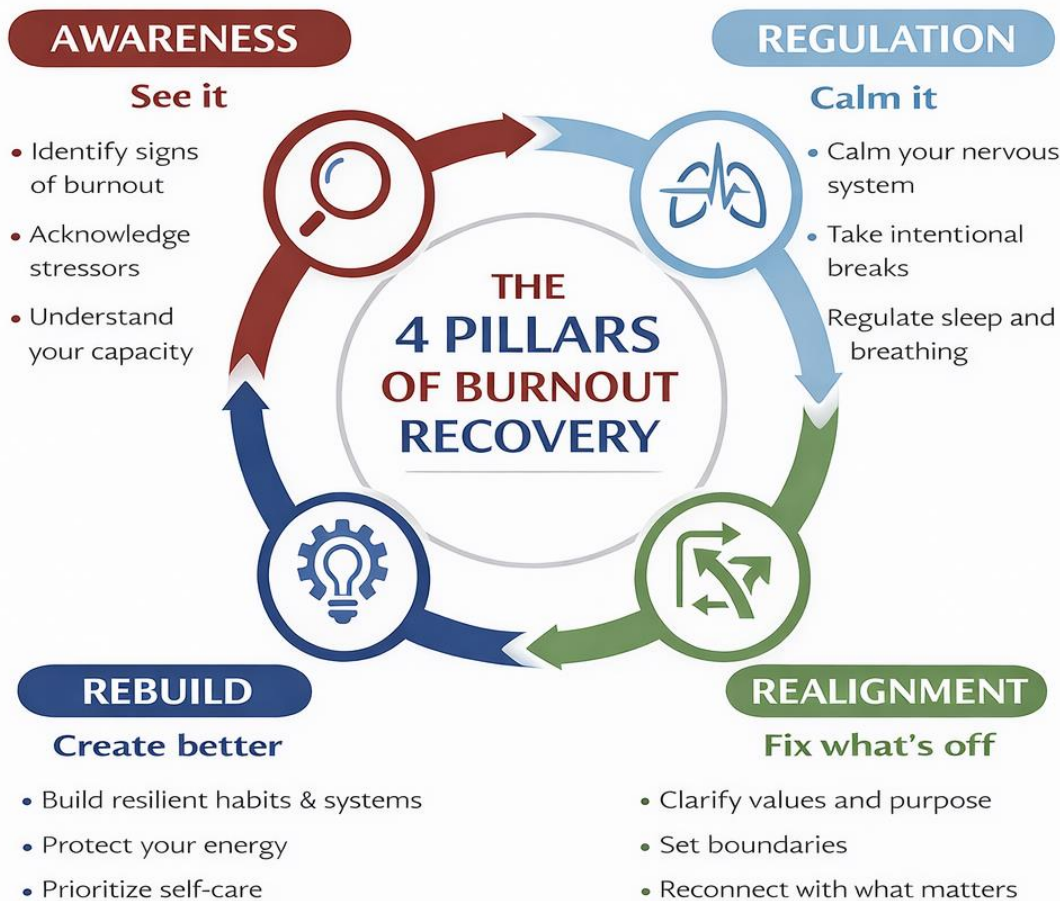 AWARENESS
See it
• Identify signs
of burnout
• Acknowledge
stressors
• Understand
your capacity
REGULATION
Calm it
• Calm your nervous
system
• Take intentional
breaks
Regulate sleep and
breathing
THE
4 PILLARS
OF BURNOUT
RECOVERY
REBUILD
Create better
• Build resilient habits & systems
• Protect your energy
• Prioritize self-care
REALIGNMENT
Fix what's off
• Clarify values and purpose
• Set boundaries
• Reconnect with what matters